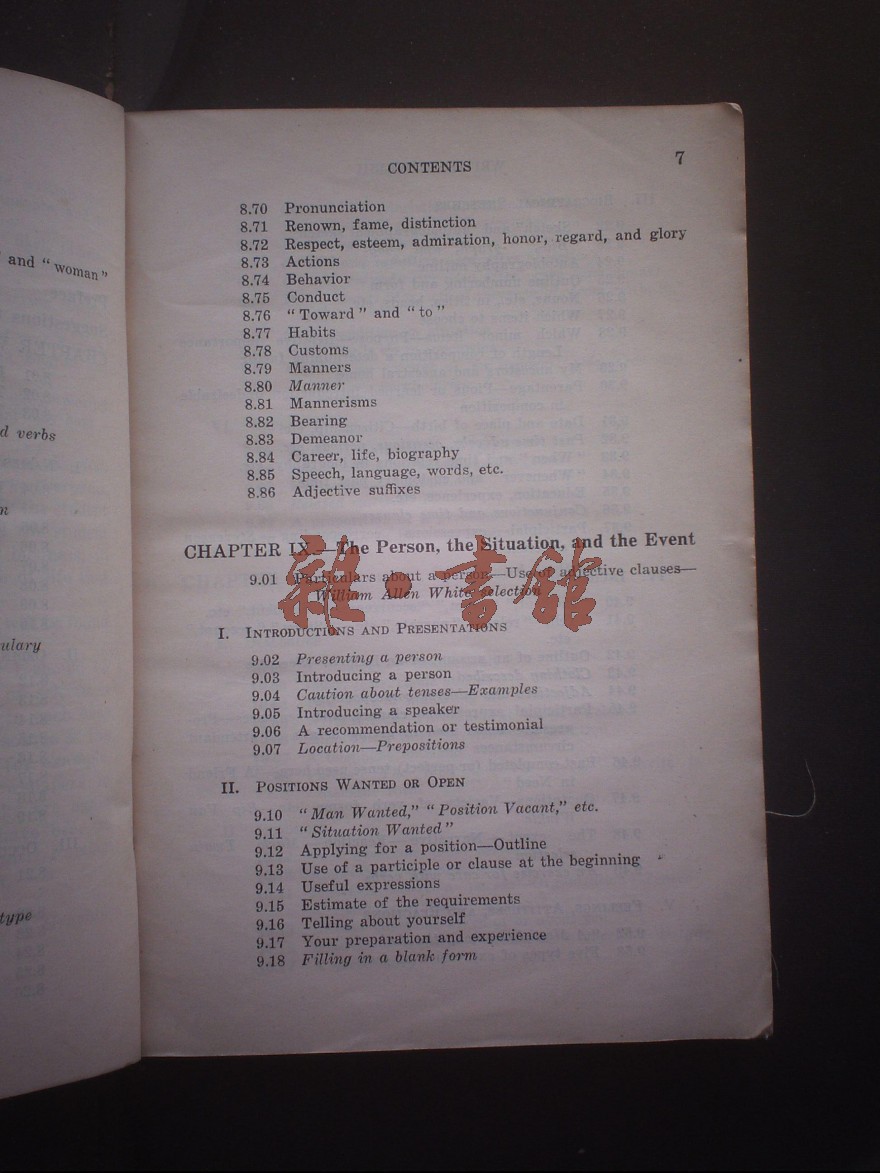 and "woman"
d verbs
n
ulary
type
CONTENTS 7
8.70 Pronunciation
8.71 Renown, fame, distinction
8.72 Respect, esteem, admiration, honor, regard, and glory
8.73 Actions
8.74 Behavior
8.75 Conduct
8.76 "Toward" and "to"
8.77 Habits
8.78 Customs
8.79 Manners
8.80 Manner
8.81 Mannerisms
8.82 Bearing
8.83 Demeanor
8.84 Career, life, biography
8.85 Speech, language, words, etc.
8.86 Adjective suffixes
CHAPTER IX.—The Person, the Situation, and the Event
9.01 Particulars about a person—Use of adjective clauses—
William Allen White selection
雜·書館
I. INTRODUCTIONS AND PRESENTATIONS
9.02 Presenting a person
9.03 Introducing a person
9.04 Caution about tenses—Examples
9.05 Introducing a speaker
9.06 A recommendation or testimonial
9.07 Location—Prepositions
II. POSITIONS WANTED OR OPEN
9.10 "Man Wanted," "Position Vacant," etc.
9.11 "Situation Wanted"
9.12 Applying for a position—Outline
9.13 Use of a participle or clause at the beginning
9.14 Useful expressions
9.15 Estimate of the requirements
9.16 Telling about yourself
9.17 Your preparation and experience
9.18 Filling in a blank form